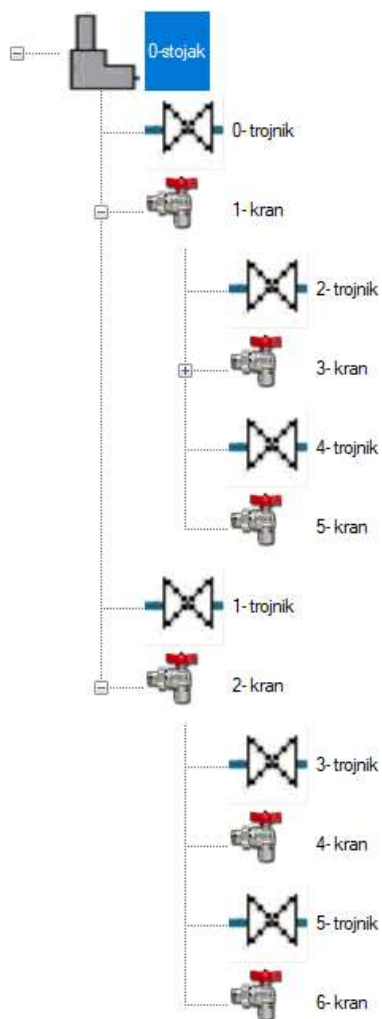 0-stojak
0- trojnik
1- kran
2- trojnik
3- kran
4- trojnik
5- kran
1- trojnik
2- kran
3- trojnik
4- kran
5- trojnik
6- kran